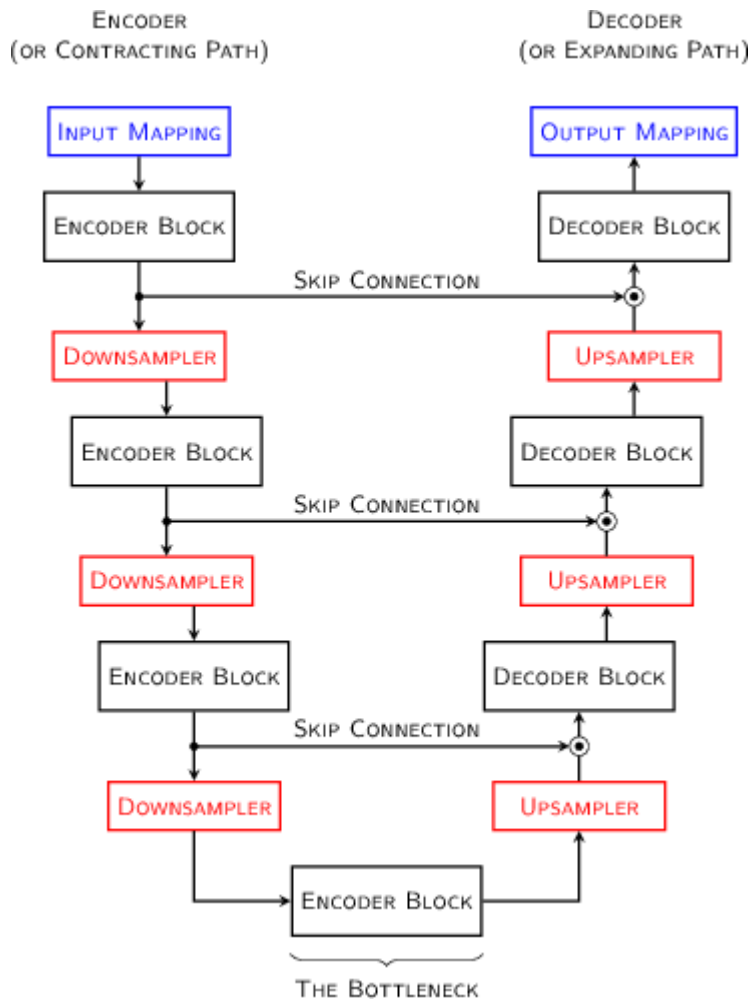 Encoder
(or Contracting Path)
Decoder
(or Expanding Path)
Input Mapping
Output Mapping
Encoder Block
Decoder Block
Skip Connection
Downsampler
Upsampler
Encoder Block
Decoder Block
Skip Connection
Downsampler
Upsampler
Encoder Block
Decoder Block
Skip Connection
Downsampler
Upsampler
Encoder Block
The Bottleneck